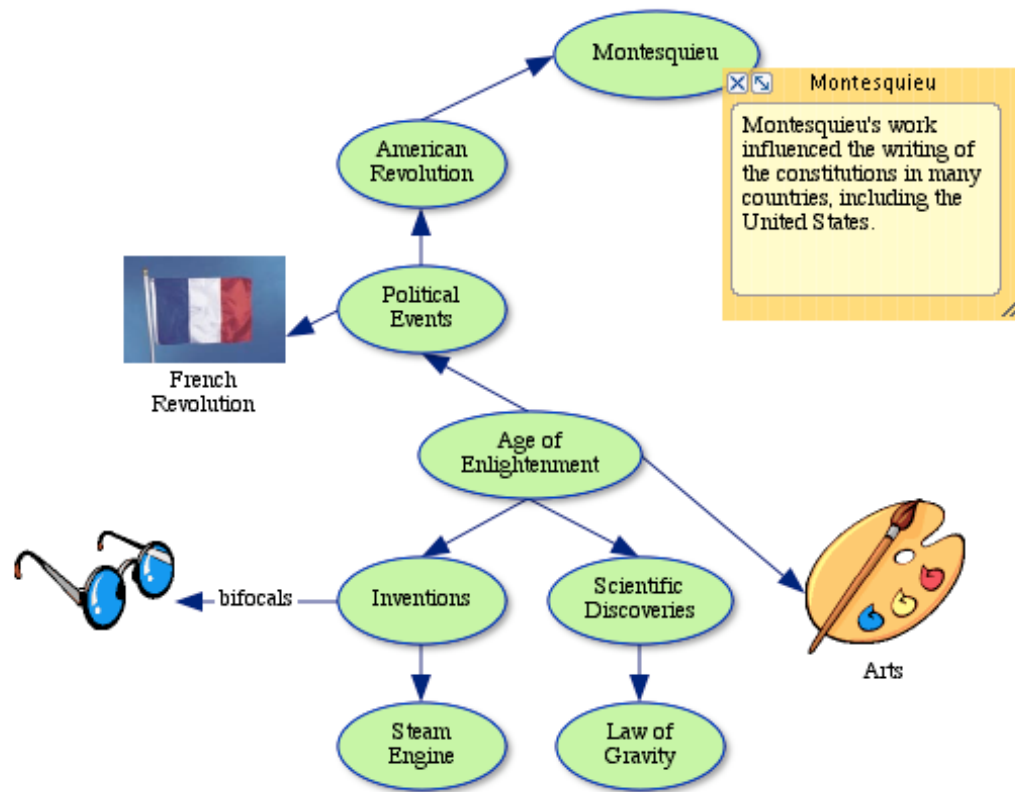 Montesquieu
Montesquieu
Montesquieu's work
influenced the writing of
the constitutions in many
countries, including the
United States.
American
Revolution
Political
Events
French
Revolution
Age of
Enlightenment
bifocals
Inventions
Scientific
Discoveries
Arts
Steam
Engine
Law of
Gravity